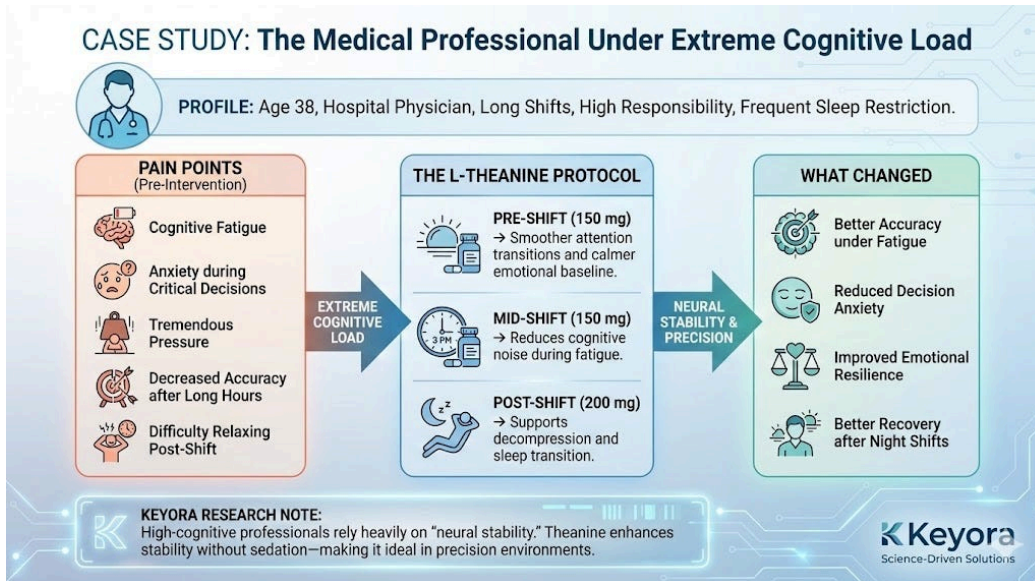 CASE STUDY: The Medical Professional Under Extreme Cognitive Load
PROFILE: Age 38, Hospital Physician, Long Shifts, High Responsibility, Frequent Sleep Restriction.
PAIN POINTS
(Pre-Intervention)
Cognitive Fatigue
?
Anxiety during
Critical Decisions
Tremendous
Pressure
Decreased Accuracy
after Long Hours
Difficulty Relaxing
Post-Shift
EXTREME
COGNITIVE
LOAD
THE L-THEANINE PROTOCOL
PRE-SHIFT (150 mg)
→ Smoother attention
transitions and calmer
emotional baseline.
3 PM
MID-SHIFT (150 mg)
→ Reduces cognitive
noise during fatigue.
z z z
POST-SHIFT (200 mg)
→ Supports
decompression and
sleep transition.
NEURAL
STABILITY &
PRECISION
WHAT CHANGED
Better Accuracy
under Fatigue
Reduced Decision
Anxiety
Improved Emotional
Resilience
Better Recovery
after Night Shifts
K
KEYORA RESEARCH NOTE:
High-cognitive professionals rely heavily on “neural stability.” Theanine enhances
stability without sedation—making it ideal in precision environments.
Keyora
Science-Driven Solutions